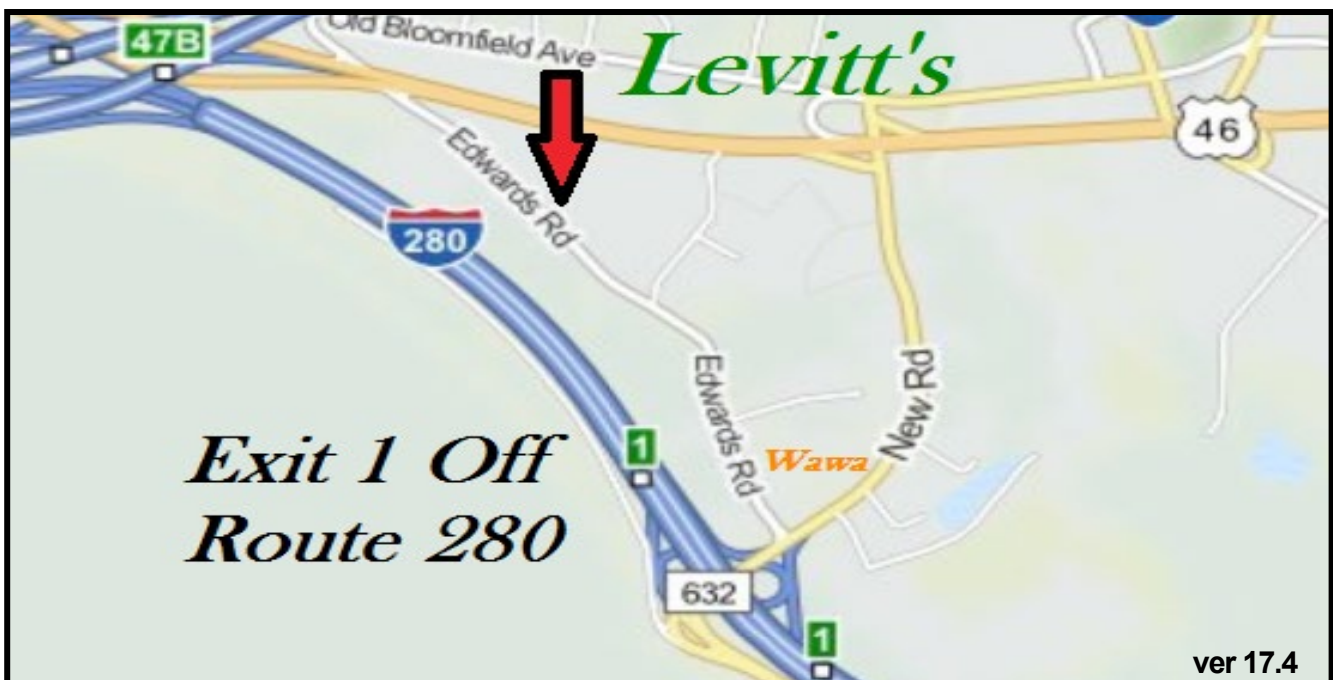 47B
Old Bloomfield Ave
Levitt's
46
Edwards Rd
280
Edwards Rd
New Rd
Wawa
1
Exit 1 Off
Route 280
632
1
ver 17.4